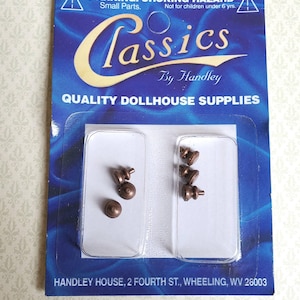 Small Parts. Not for children under 6 yrs.
Classics
By Handley
QUALITY DOLLHOUSE SUPPLIES
HANDLEY HOUSE, 2 FOURTH ST., WHEELING, WV 26003